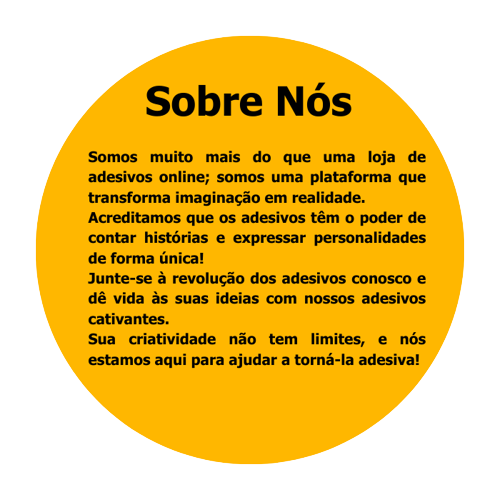 Sobre Nós
Somos muito mais do que uma loja de
adesivos online; somos uma plataforma que
transforma imaginação em realidade.
Acreditamos que os adesivos têm o poder de
contar histórias e expressar personalidades
de forma única!
Junte-se à revolução dos adesivos conosco e
dê vida às suas ideias com nossos adesivos
cativantes.
Sua criatividade não tem limites, e nós
estamos aqui para ajudar a torná-la adesiva!